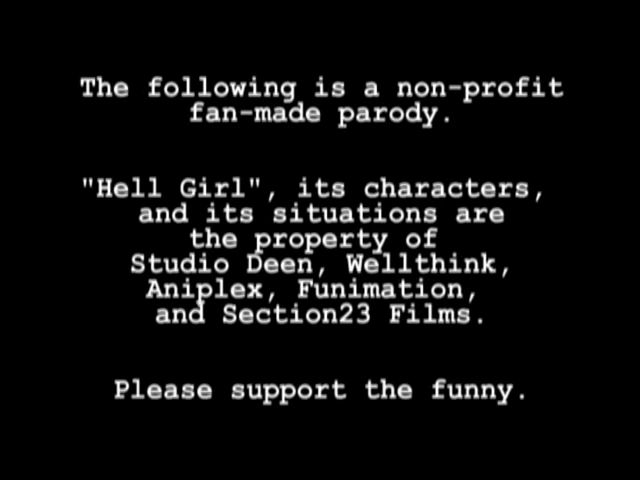 The following is a non-profit
fan-made parody.
"Hell Girl", its characters,
and its situations are
the property of
Studio Deen, Wellthink,
Aniplex, Funimation,
and Section23 Films.
Please support the funny.